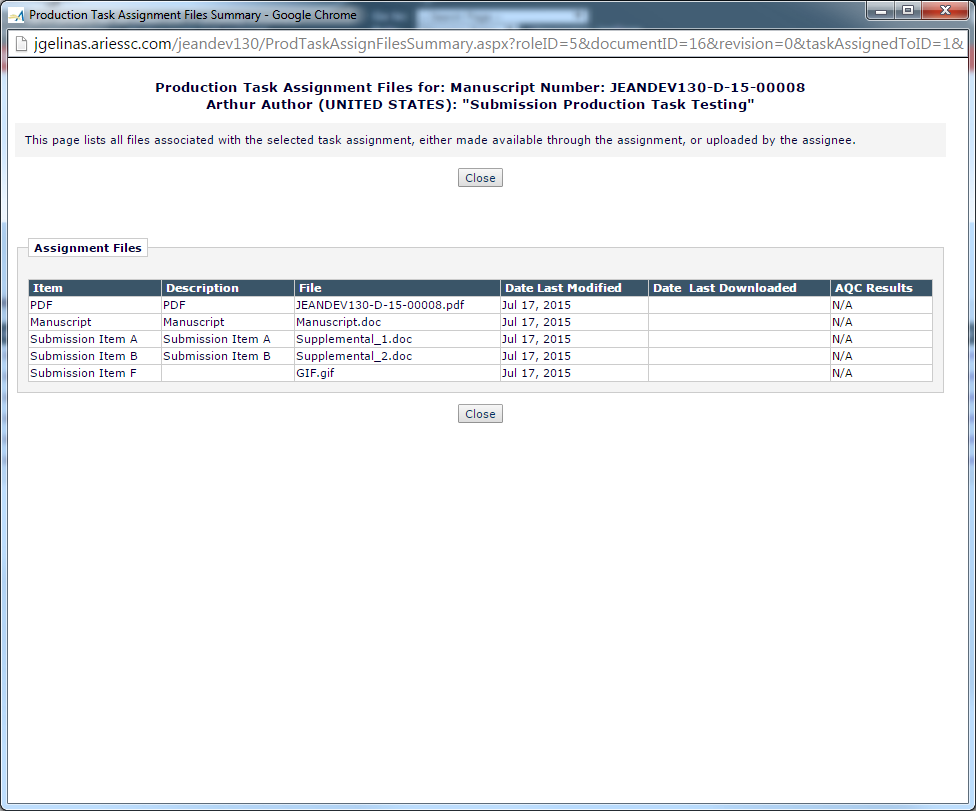 Production Task Assignment Files Summary - Google Chrome
jgelinas.ariessc.com/jeandev130/ProdTaskAssignFilesSummary.aspx?roleID=5&documentID=16&revision=0&taskAssignedToID=1&
Production Task Assignment Files for: Manuscript Number: JEANDEV130-D-15-00008
Arthur Author (UNITED STATES): "Submission Production Task Testing"
This page lists all files associated with the selected task assignment, either made available through the assignment, or uploaded by the assignee.
Close
Assignment Files
Item Description File Date Last Modified Date Last Downloaded AQC Results
PDF PDF JEANDEV130-D-15-00008.pdf Jul 17, 2015 N/A
Manuscript Manuscript Manuscript.doc Jul 17, 2015 N/A
Submission Item A Submission Item A Supplemental_1.doc Jul 17, 2015 N/A
Submission Item B Submission Item B Supplemental_2.doc Jul 17, 2015 N/A
Submission Item F GIF.gif Jul 17, 2015 N/A
Close